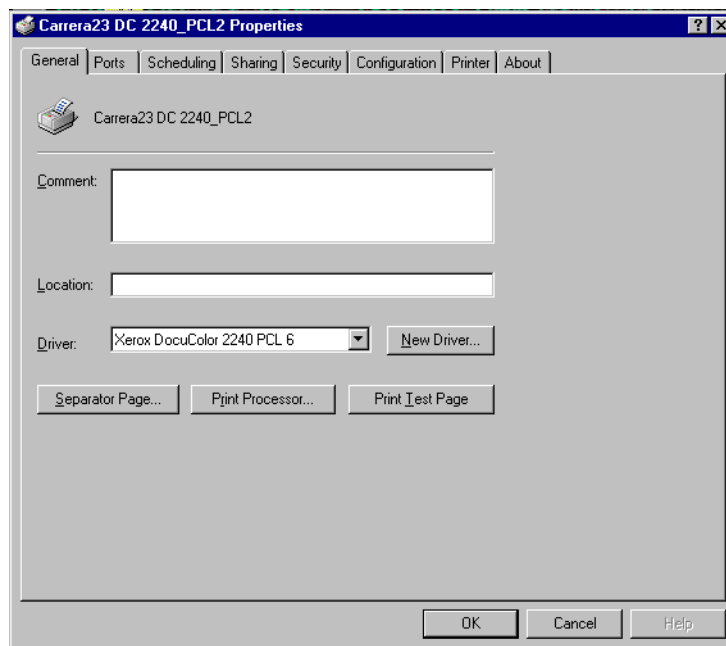 Carrera23 DC 2240_PCL2 Properties
General Ports Scheduling Sharing Security Configuration Printer About
Carrera23 DC 2240_PCL2
Comment:
Location:
Driver: Xerox DocuColor 2240 PCL 6 New Driver...
Separator Page... Print Processor... Print Test Page
OK Cancel Help